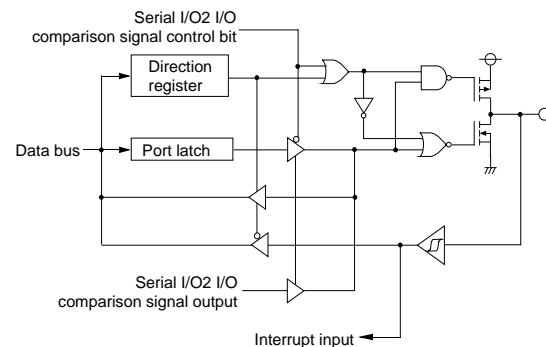 Serial I/O2 I/O
comparison signal control bit
Direction
register
Data bus
Port latch
Serial I/O2 I/O
comparison signal output
Interrupt input